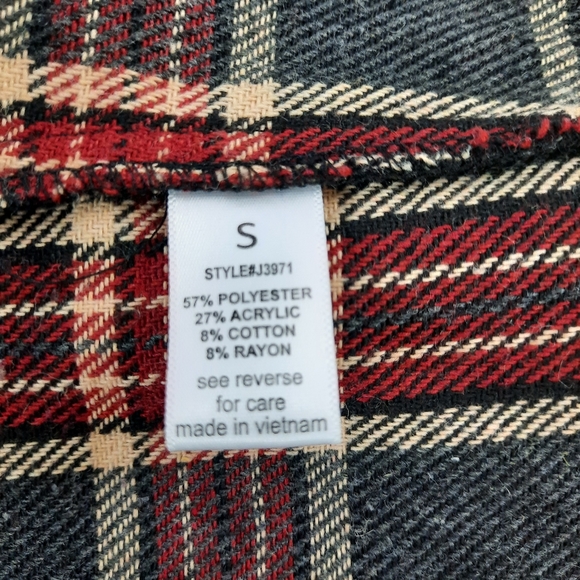 S
STYLE#J3971
57% POLYESTER
27% ACRYLIC
8% COTTON
8% RAYON
see reverse
for care
made in vietnam